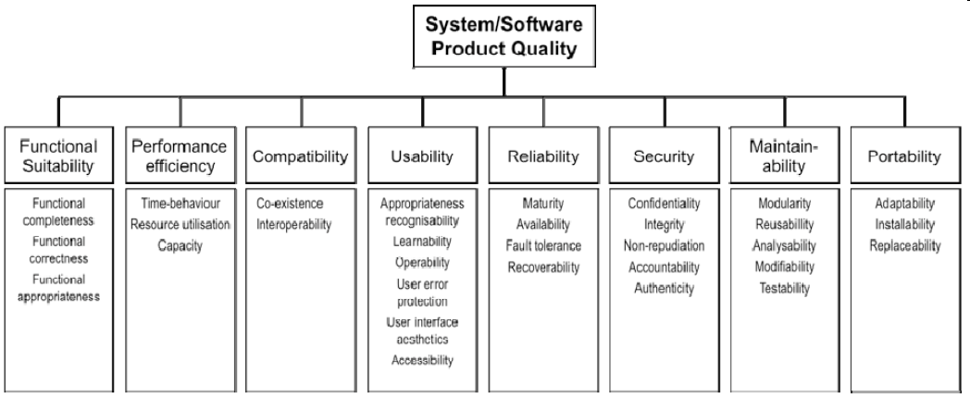 System/Software
Product Quality
Functional
Suitability
Performance
efficiency
Compatibility
Usability
Reliability
Security
Maintain-
ability
Portability
Functional
completeness
Functional
correctness
Functional
appropriateness
Time-behaviour
Resource utilisation
Capacity
Co-existence
Interoperability
Appropriateness
recognisability
Learnability
Operability
User error
protection
User interface
aesthetics
Accessibility
Maturity
Availability
Fault tolerance
Recoverability
Confidentiality
Integrity
Non-repudiation
Accountability
Authenticity
Modularity
Reusabillity
Analysability
Modifiability
Testability
Adaptability
Installability
Replaceability